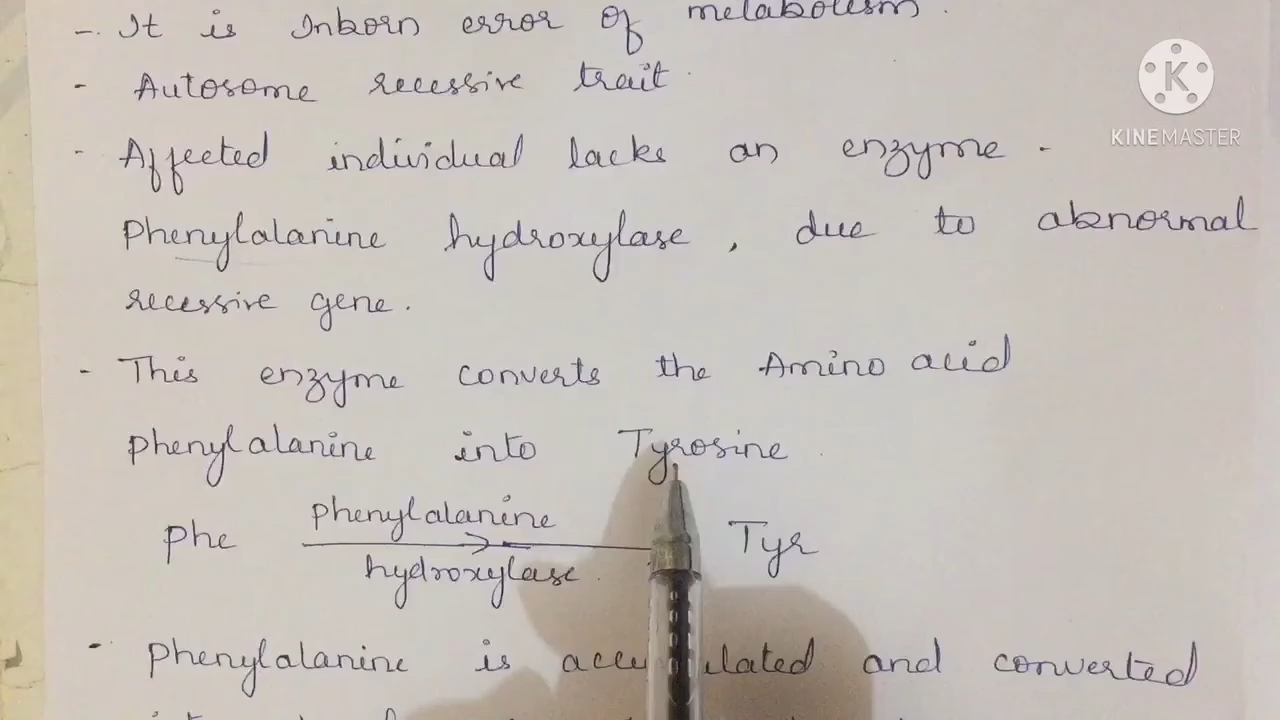 - It is Inborn error of metabolism.
- Autosome recessive trait.
- Affected individual lacks an enzyme -
phenylalanine hydroxylase, due to abnormal
recessive gene.
- This enzyme converts the Amino acid
phenylalanine into Tyrosine.
phe phenylalanine hydroxylase. Tyr
- phenylalanine is and converted
KINEMASTER